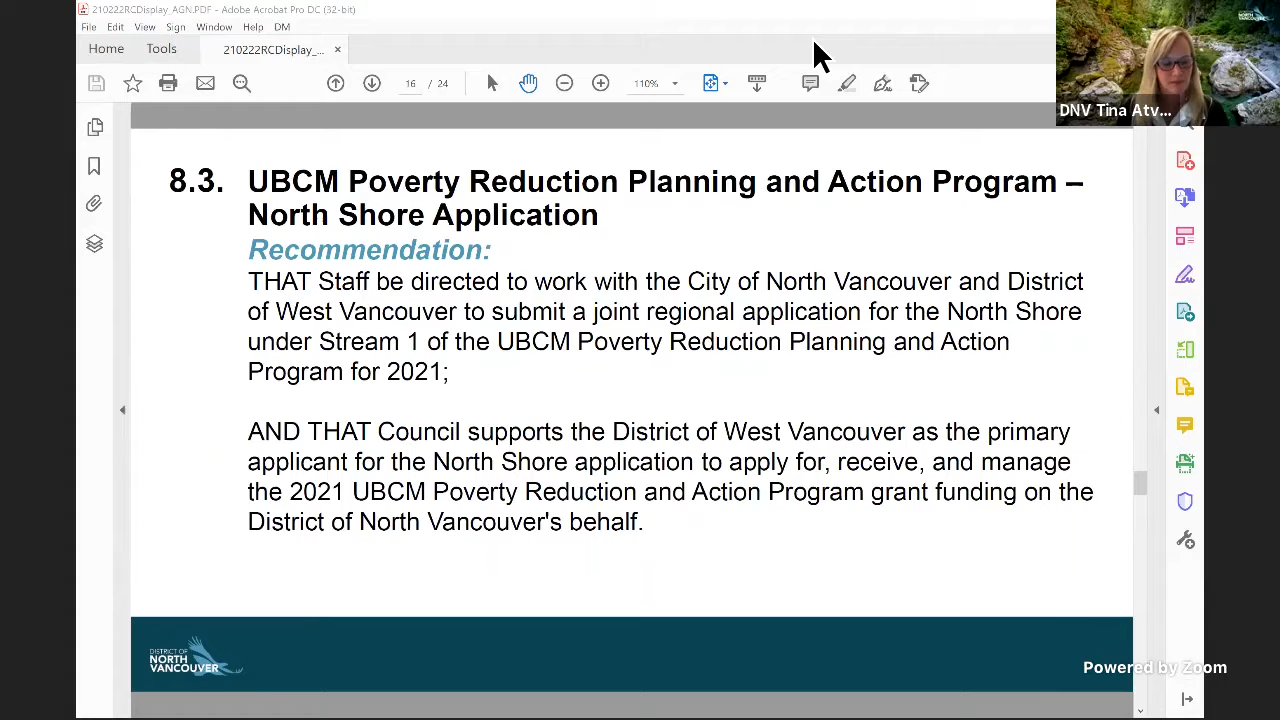 210222RCDisplay_AGN.PDF - Adobe Acrobat Pro DC (32-bit)
File Edit View Sign Window Help DM
Home Tools 210222RCDisplay_... ×
16 / 24 110%
NORTH VANCOUVER
DNV Tina Atv...
8.3. UBCM Poverty Reduction Planning and Action Program –
North Shore Application
Recommendation:
THAT Staff be directed to work with the City of North Vancouver and District
of West Vancouver to submit a joint regional application for the North Shore
under Stream 1 of the UBCM Poverty Reduction Planning and Action
Program for 2021;
AND THAT Council supports the District of West Vancouver as the primary
applicant for the North Shore application to apply for, receive, and manage
the 2021 UBCM Poverty Reduction and Action Program grant funding on the
District of North Vancouver's behalf.
DISTRICT OF
NORTH
VANCOUVER
Powered by Zoom